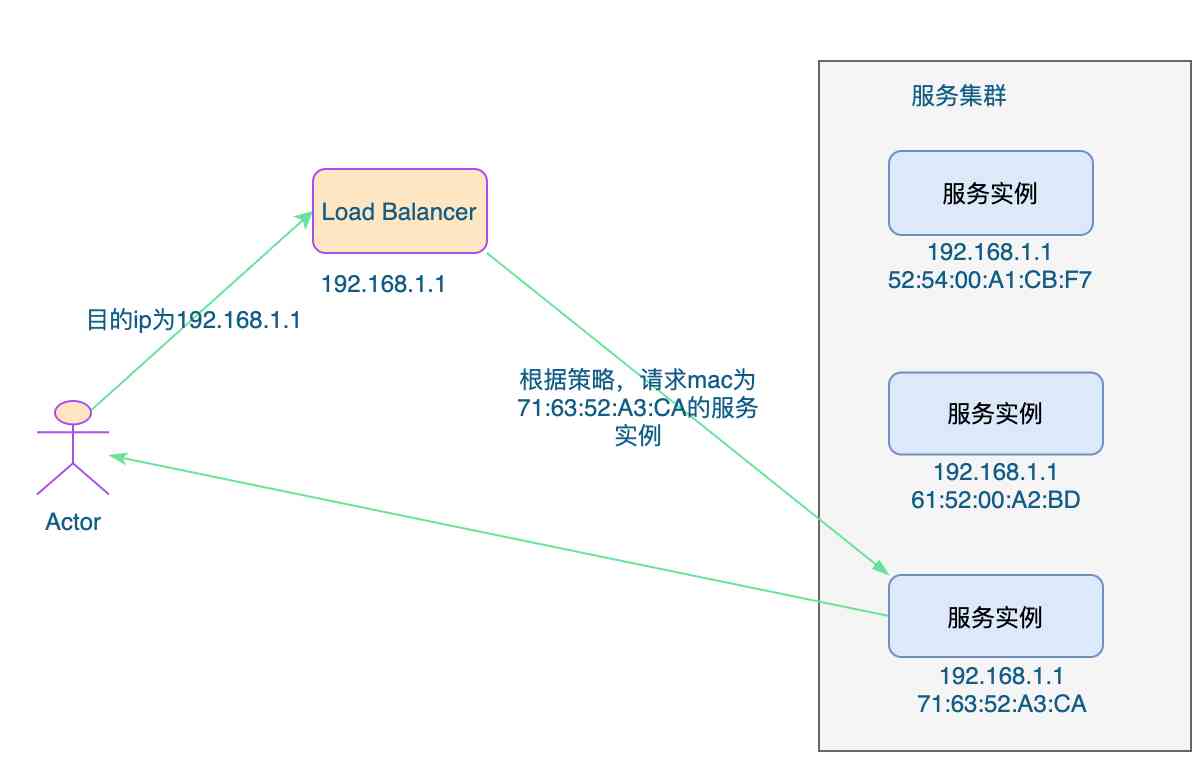 服务集群
服务实例
192.168.1.1
52:54:00:A1:CB:F7
Load Balancer
192.168.1.1
目的ip为192.168.1.1
根据策略，请求mac为
71:63:52:A3:CA的服务
实例
服务实例
192.168.1.1
61:52:00:A2:BD
Actor
服务实例
192.168.1.1
71:63:52:A3:CA